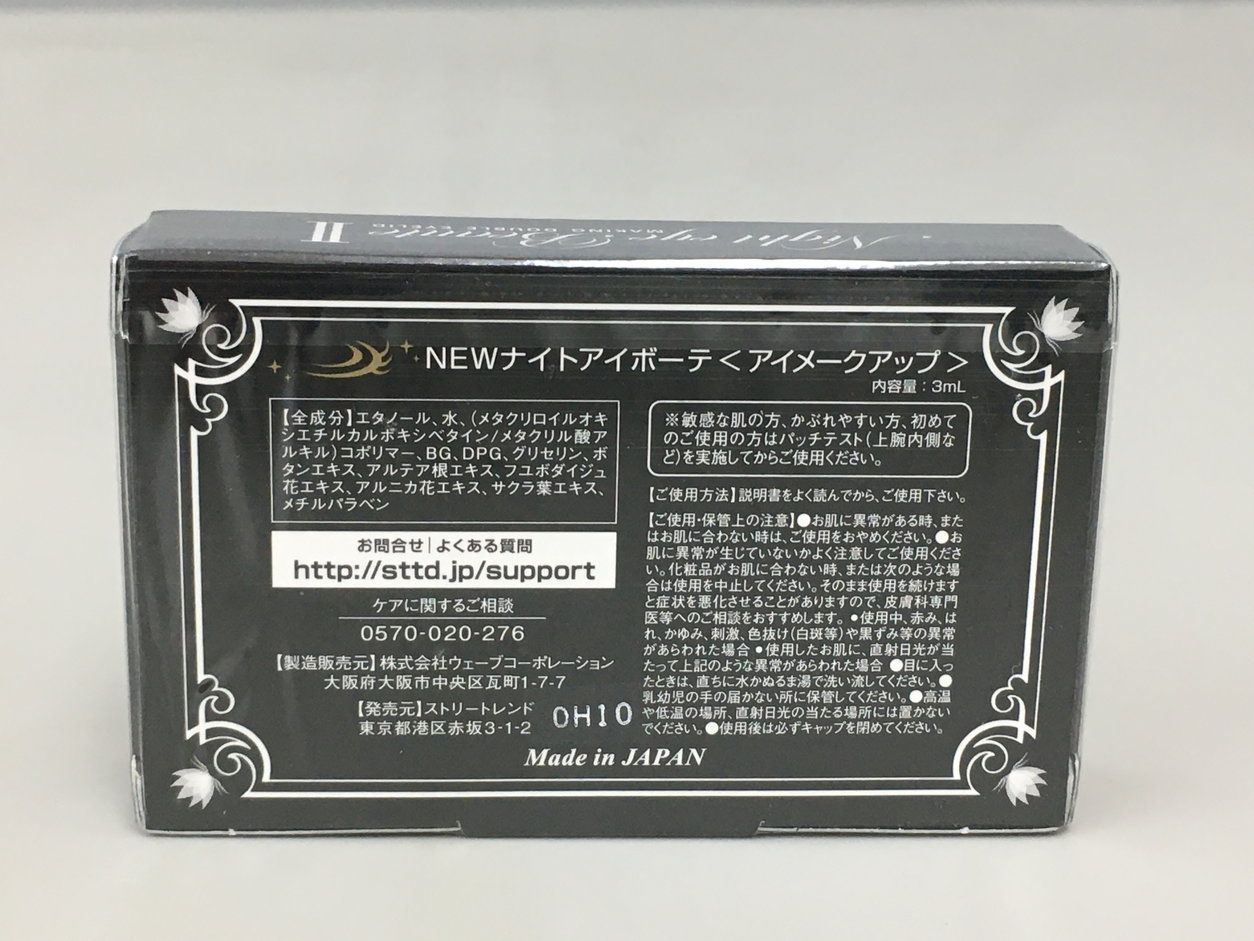 Night eye Beaute II
MAKING DOUBLE EYELID
NEWナイトアイボーテ＜アイメークアップ＞
内容量：3mL
【全成分】エタノール、水、(メタクリロイルオキ
シエチルカルボキシベタイン/メタクリル酸ア
ルキル)コポリマー、BG、DPG、グリセリン、ボ
タンエキス、アルテア根エキス、フユボダイジュ
花エキス、アルニカ花エキス、サクラ葉エキス、
メチルパラベン
お問合せ|よくある質問
http://sttd.jp/support
ケアに関するご相談
0570-020-276
【製造販売元】株式会社ウェーブコーポレーション
大阪府大阪市中央区瓦町1-7-7
【発売元】ストリートレンド
東京都港区赤坂3-1-2
0H10
※敏感な肌の方、かぶれやすい方、初めて
のご使用の方はパッチテスト(上腕内側な
ど)を実施してからご使用ください。
【ご使用方法】説明書をよく読んでから、ご使用下さい。
【ご使用・保管上の注意】●お肌に異常がある時、また
はお肌に合わない時は、ご使用をおやめください。●お
肌に異常が生じていないかよく注意してご使用くださ
い。化粧品がお肌に合わない時、または次のような場
合は使用を中止してください。そのまま使用を続けます
と症状を悪化させることがありますので、皮膚科専門
医等へのご相談をおすすめします。 •使用中、赤み、は
れ、かゆみ、刺激、色抜け(白斑等)や黒ずみ等の異常
があらわれた場合 •使用したお肌に、直射日光が当
たって上記のような異常があらわれた場合 ●目に入っ
たときは、直ちに水かぬるま湯で洗い流してください。●
乳幼児の手の届かない所に保管してください。●高温
や低温の場所、直射日光の当たる場所には置かない
でください。●使用後は必ずキャップを閉めてください。
Made in JAPAN